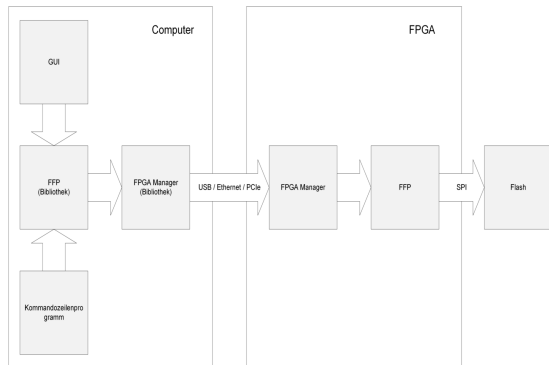 Computer
FPGA
GUI
FFP
(Bibliothek)
FPGA Manager
(Bibliothek)
USB / Ethernet / PCIe
FPGA Manager
FFP
SPI
Flash
Kommandozeilenpro
gramm